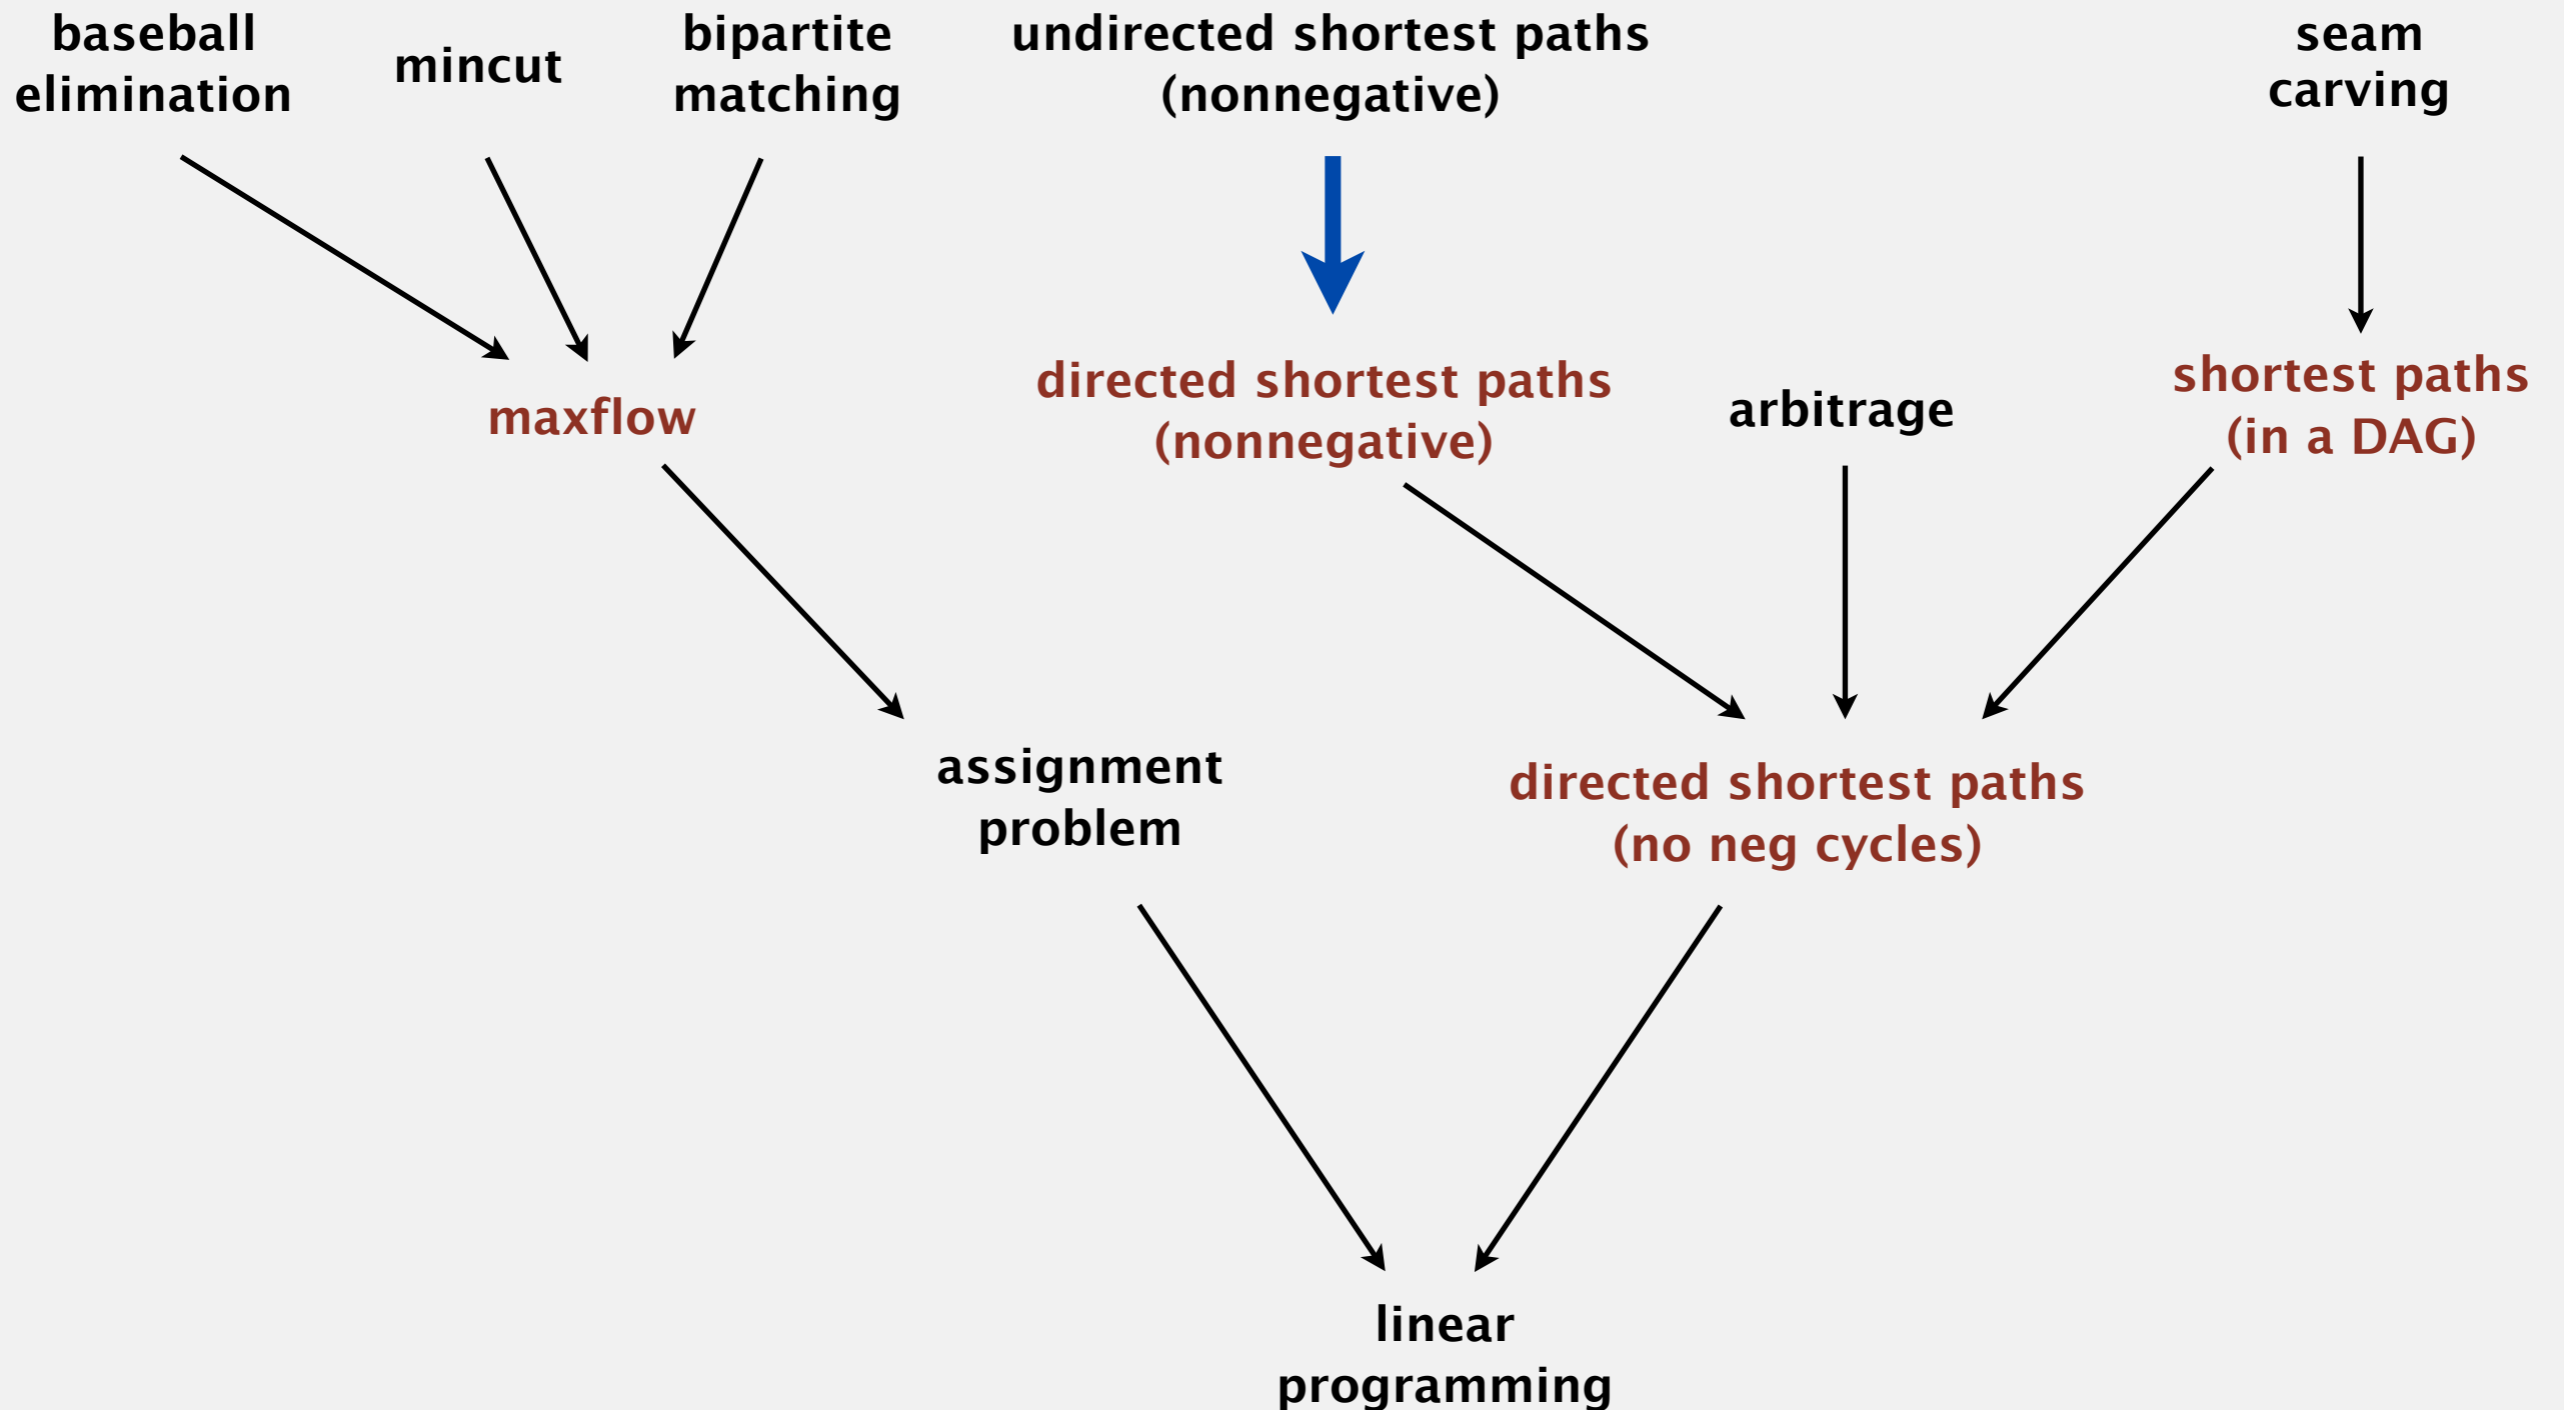 baseball
elimination
mincut
bipartite
matching
undirected shortest paths
(nonnegative)
seam
carving
maxflow
directed shortest paths
(nonnegative)
arbitrage
shortest paths
(in a DAG)
assignment
problem
directed shortest paths
(no neg cycles)
linear
programming